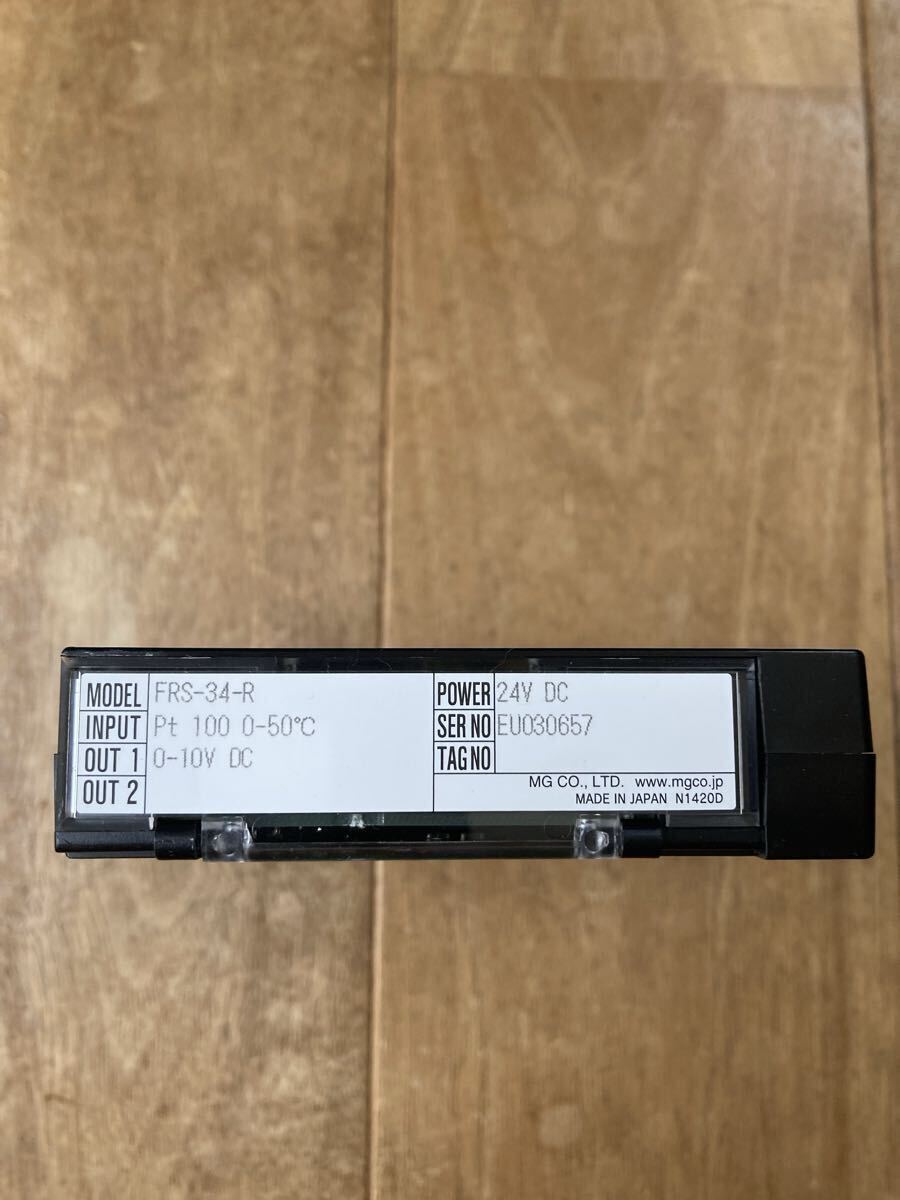 MODEL FRS-34-R
INPUT Pt 100 0-50℃
OUT 1 0-10V DC
OUT 2
POWER 24V DC
SER NO EU030657
TAG NO
MG CO., LTD. www.mgco.jp
MADE IN JAPAN N1420D